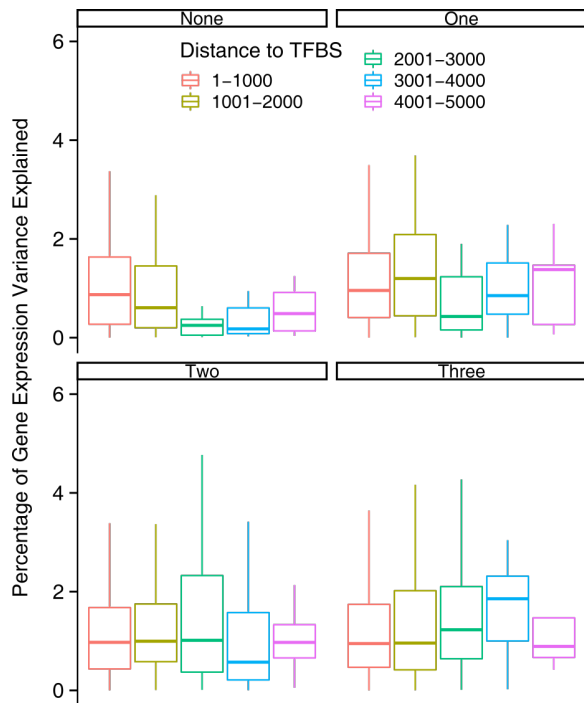 None
One
6
4
2
0
Distance to TFBS
1−1000
1001−2000
2001−3000
3001−4000
4001−5000
Percentage of Gene Expression Variance Explained
Two
Three
6
4
2
0